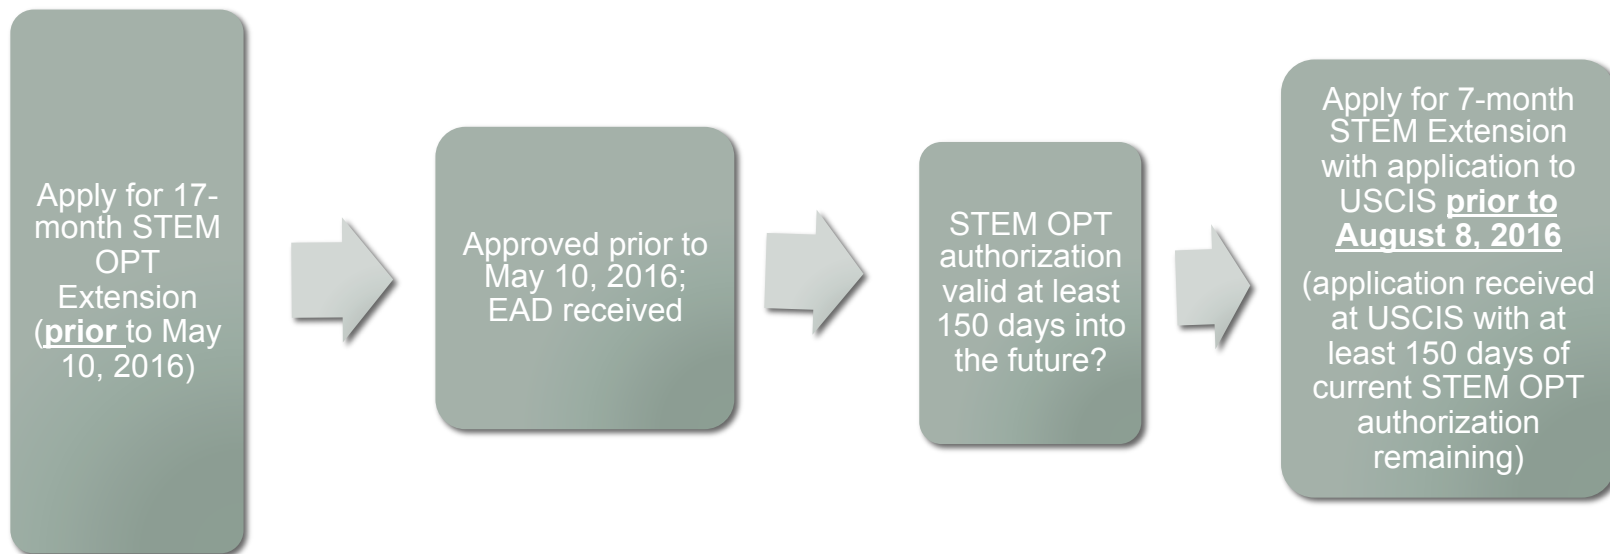 Apply for 17-
month STEM
OPT
Extension
(prior to May
10, 2016)
Approved prior to
May 10, 2016;
EAD received
STEM OPT
authorization
valid at least
150 days into
the future?
Apply for 7-month
STEM Extension
with application to
USCIS prior to
August 8, 2016
(application received
at USCIS with at
least 150 days of
current STEM OPT
authorization
remaining)